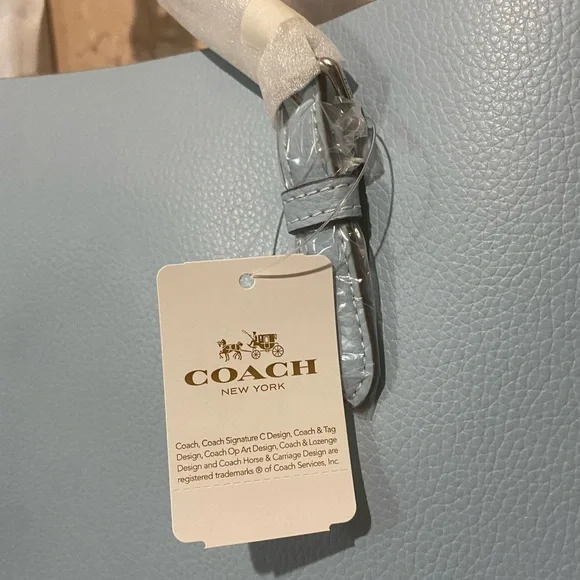 COACH
NEW YORK
Coach, Coach Signature C Design, Coach & Tag
Design, Coach Op Art Design, Coach & Lozenge
Design and Coach Horse & Carriage Design are
registered trademarks ® of Coach Services, Inc.